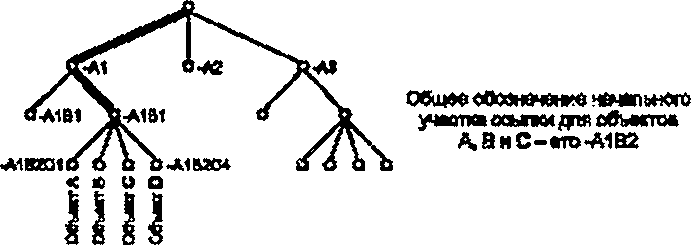 -A1
-A2
-A3
-A1B1
-A1B1
-A1B2C1
-A1B2C4
Объект A
Объект B
Объект C
Объект D
Общее обозначение начального
участка ссылки для объектов
A, B и C – это -A1B2